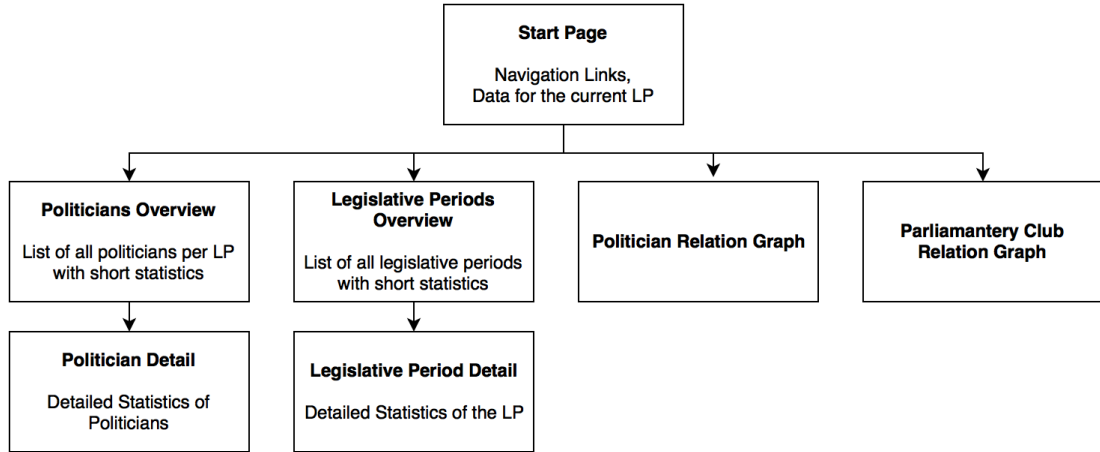 Start Page
Navigation Links,
Data for the current LP
Politicians Overview
List of all politicians per LP
with short statistics
Legislative Periods
Overview
List of all legislative periods
with short statistics
Politician Relation Graph
Parliamantery Club
Relation Graph
Politician Detail
Detailed Statistics of
Politicians
Legislative Period Detail
Detailed Statistics of the LP